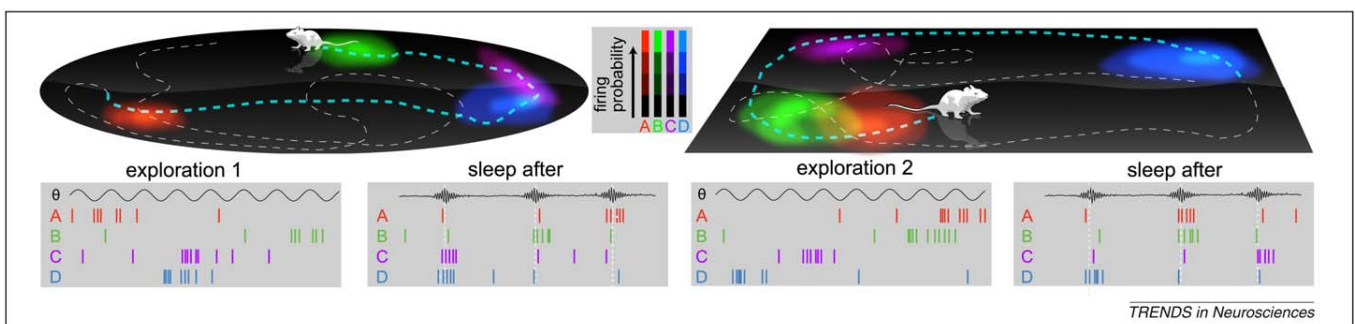 firing
probability
A B C D
exploration 1
sleep after
exploration 2
sleep after
θ
A
B
C
D
A
B
C
D
θ
A
B
C
D
A
B
C
D
TRENDS in Neurosciences